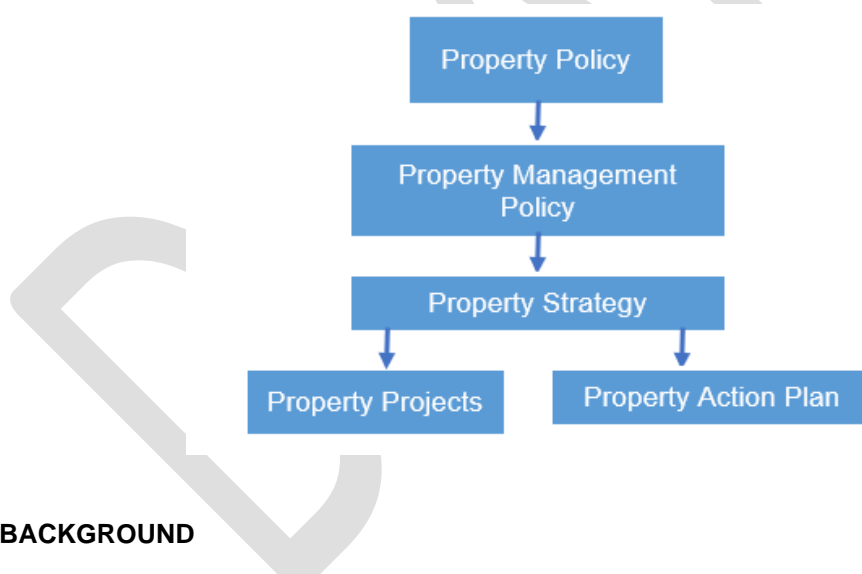 Property Policy
Property Management
Policy
Property Strategy
Property Projects
Property Action Plan
BACKGROUND